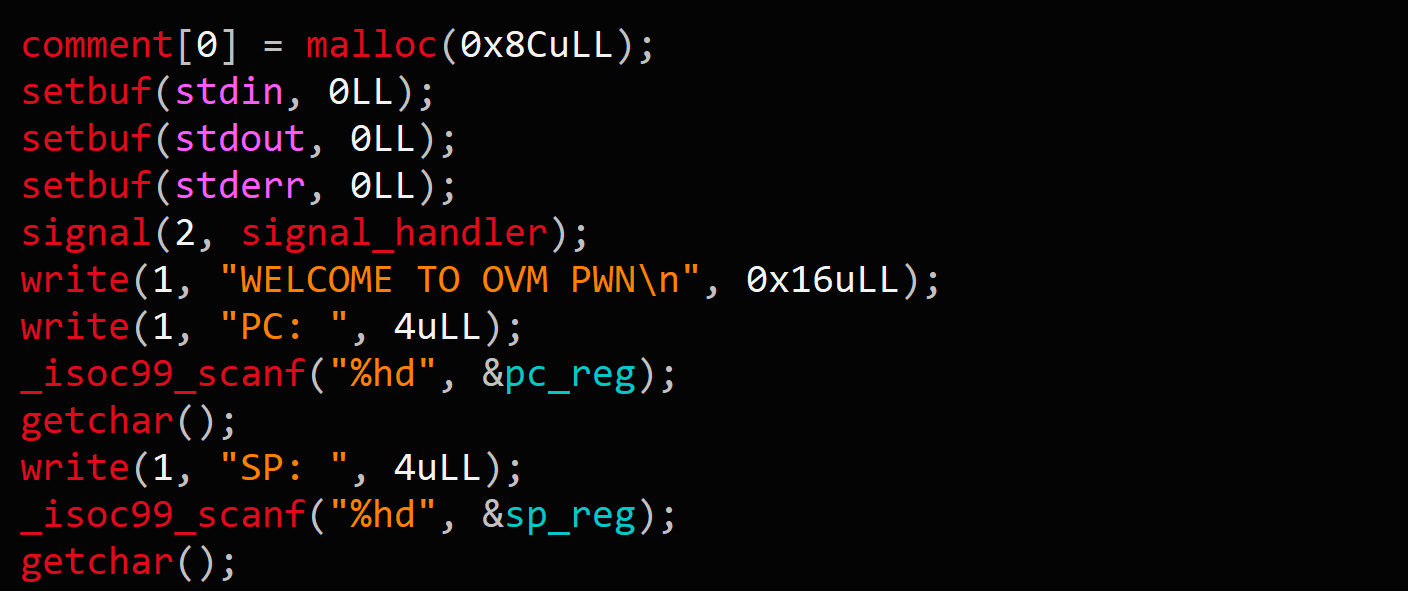 comment[0] = malloc(0x8CuLL);
setbuf(stdin, 0LL);
setbuf(stdout, 0LL);
setbuf(stderr, 0LL);
signal(2, signal_handler);
write(1, "WELCOME TO OVM PWN\n", 0x16uLL);
write(1, "PC: ", 4uLL);
_isoc99_scanf("%hd", &pc_reg);
getchar();
write(1, "SP: ", 4uLL);
_isoc99_scanf("%hd", &sp_reg);
getchar();